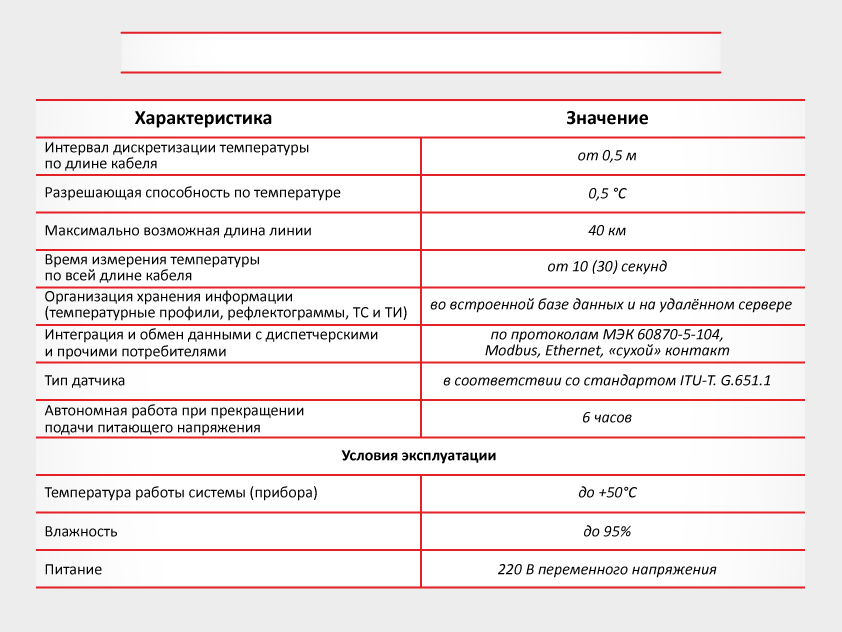 Характеристика Значение
Интервал дискретизации температуры
по длине кабеля
от 0,5 м
Разрешающая способность по температуре
0,5 °С
Максимально возможная длина линии
40 км
Время измерения температуры
по всей длине кабеля
от 10 (30) секунд
Организация хранения информации
(температурные профили, рефлектограммы, ТС и ТИ)
во встроенной базе данных и на удалённом сервере
Интеграция и обмен данными с диспетчерскими
и прочими потребителями
по протоколам МЭК 60870-5-104,
Modbus, Ethernet, «сухой» контакт
Тип датчика
в соответствии со стандартом ITU-T. G.651.1
Автономная работа при прекращении
подачи питающего напряжения
6 часов
Условия эксплуатации
Температура работы системы (прибора)
до +50°С
Влажность
до 95%
Питание
220 В переменного напряжения